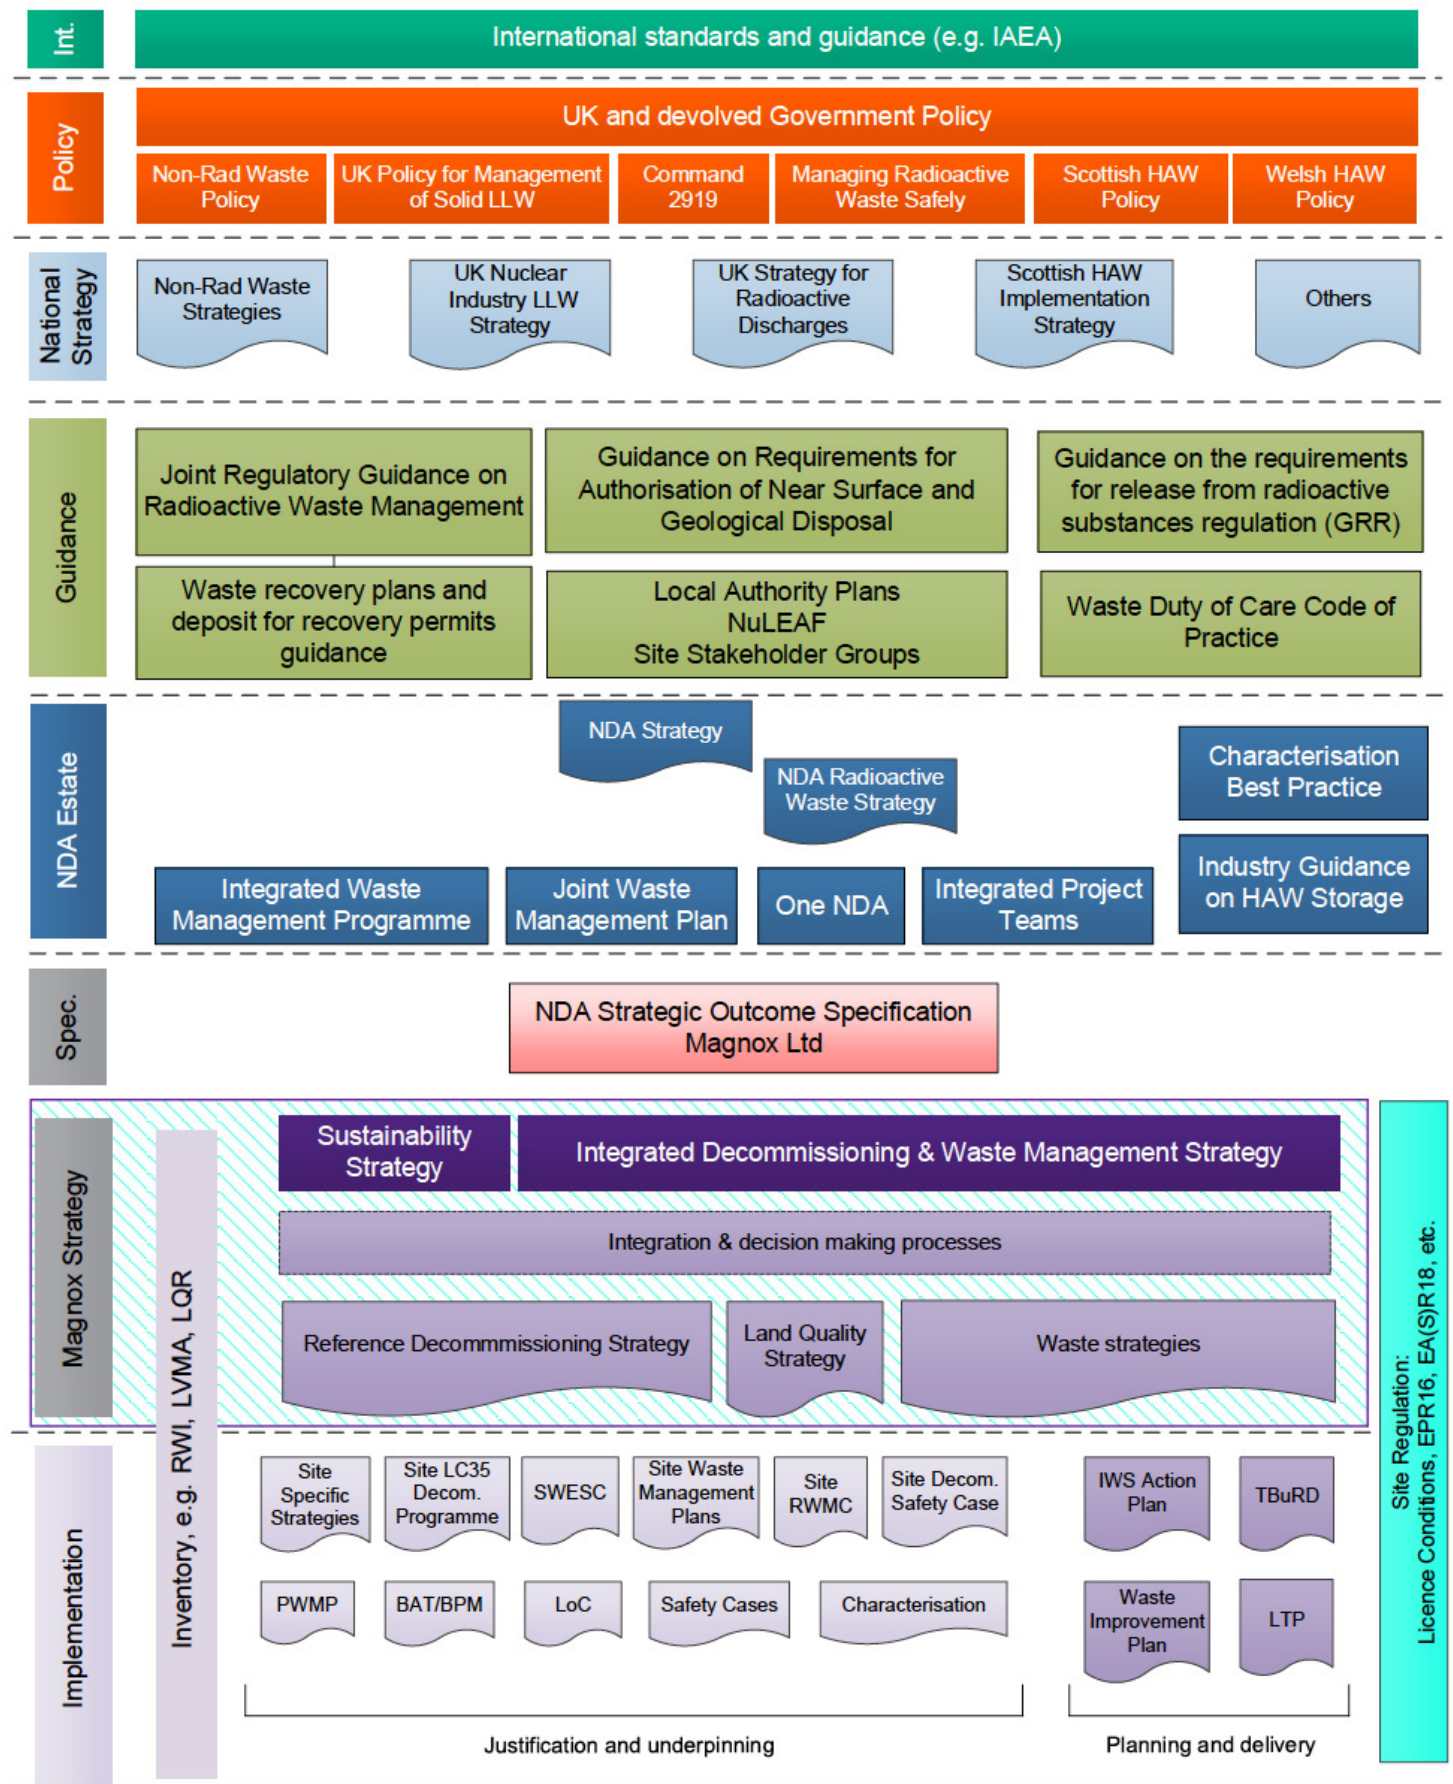 Int.
International standards and guidance (e.g. IAEA)
Policy
UK and devolved Government Policy
Non-Rad Waste
Policy
UK Policy for Management
of Solid LLW
Command
2919
Managing Radioactive
Waste Safely
Scottish HAW
Policy
Welsh HAW
Policy
National
Strategy
Non-Rad Waste
Strategies
UK Nuclear
Industry LLW
Strategy
UK Strategy for
Radioactive
Discharges
Scottish HAW
Implementation
Strategy
Others
Guidance
Joint Regulatory Guidance on
Radioactive Waste Management
Guidance on Requirements for
Authorisation of Near Surface and
Geological Disposal
Guidance on the requirements
for release from radioactive
substances regulation (GRR)
Waste recovery plans and
deposit for recovery permits
guidance
Local Authority Plans
NuLEAF
Site Stakeholder Groups
Waste Duty of Care Code of
Practice
NDA Estate
NDA Strategy
NDA Radioactive
Waste Strategy
Characterisation
Best Practice
Integrated Waste
Management Programme
Joint Waste
Management Plan
One NDA
Integrated Project
Teams
Industry Guidance
on HAW Storage
Spec.
NDA Strategic Outcome Specification
Magnox Ltd
Magnox Strategy
Inventory, e.g. RWI, LVMA, LQR
Sustainability
Strategy
Integrated Decommissioning & Waste Management Strategy
Integration & decision making processes
Reference Decommmissioning Strategy
Land Quality
Strategy
Waste strategies
Site Regulation:
Licence Conditions, EPR16, EA(S)R18, etc.
Implementation
Site
Specific
Strategies
Site LC35
Decom.
Programme
SWESC
Site Waste
Management
Plans
Site
RWMC
Site Decom.
Safety Case
IWS Action
Plan
TBuRD
PWMP
BAT/BPM
LoC
Safety Cases
Characterisation
Waste
Improvement
Plan
LTP
Justification and underpinning
Planning and delivery